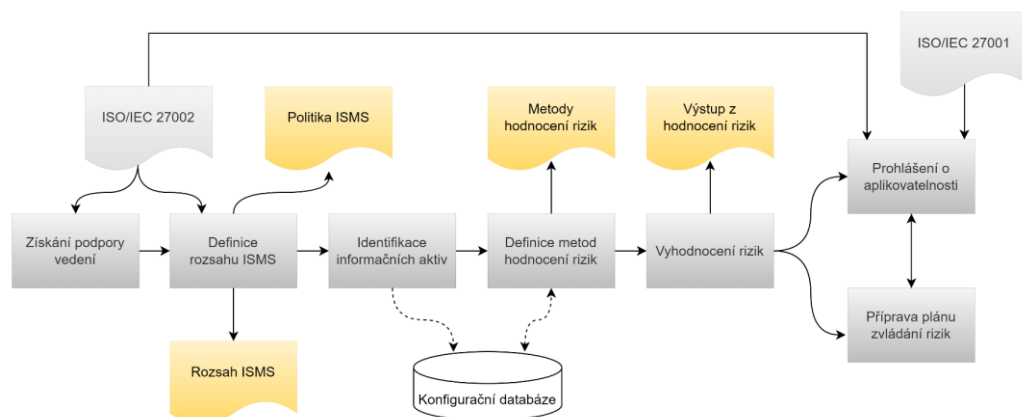 ISO/IEC 27001
ISO/IEC 27002
Politika ISMS
Metody
hodnocení rizik
Výstup z
hodnocení rizik
Prohlášení o
aplikovatelnosti
Získání podpory
vedení
Definice
rozsahu ISMS
Identifikace
informačních aktiv
Definice metod
hodnocení rizik
Vyhodnocení rizik
Příprava plánu
zvládání rizik
Rozsah ISMS
Konfigurační databáze